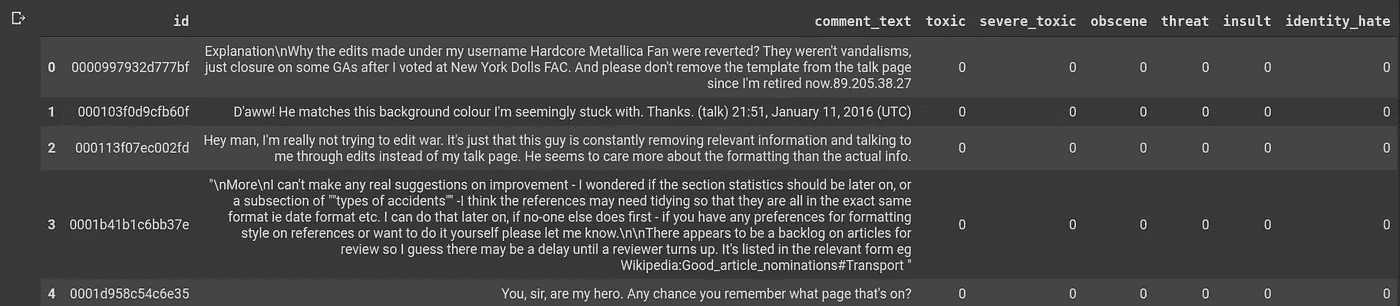 id comment_text toxic severe_toxic obscene threat insult identity_hate
Explanation\nWhy the edits made under my username Hardcore Metallica Fan were reverted? They weren't vandalisms,
0 0000997932d777bf just closure on some GAs after I voted at New York Dolls FAC. And please don't remove the template from the talk page 0 0 0 0 0 0
since I'm retired now.89.205.38.27
1 000103f0d9cfb60f D'aww! He matches this background colour I'm seemingly stuck with. Thanks. (talk) 21:51, January 11, 2016 (UTC) 0 0 0 0 0 0
2 000113f07ec002fd Hey man, I'm really not trying to edit war. It's just that this guy is constantly removing relevant information and talking to 0 0 0 0 0 0
me through edits instead of my talk page. He seems to care more about the formatting than the actual info.
"\nMore\nI can't make any real suggestions on improvement - I wondered if the section statistics should be later on, or
a subsection of ""types of accidents"" -I think the references may need tidying so that they are all in the exact same
format ie date format etc. I can do that later on, if no-one else does first - if you have any preferences for formatting
3 0001b41b1c6bb37e style on references or want to do it yourself please let me know.\n\nThere appears to be a backlog on articles for 0 0 0 0 0 0
review so I guess there may be a delay until a reviewer turns up. It's listed in the relevant form eg
Wikipedia:Good_article_nominations#Transport "
4 0001d958c54c6e35 You, sir, are my hero. Any chance you remember what page that's on? 0 0 0 0 0 0